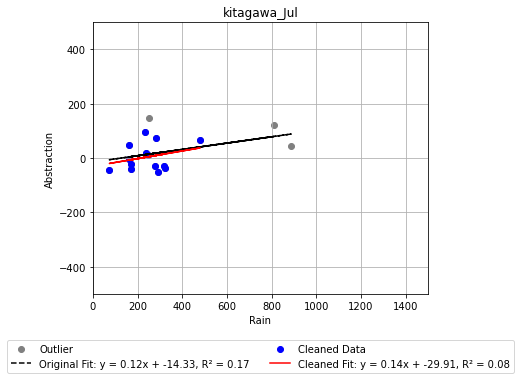 kitagawa_Jul
400
200
0
−200
−400
Abstraction
0 200 400 600 800 1000 1200 1400
Rain
Outlier Cleaned Data
Original Fit: y = 0.12x + -14.33, R² = 0.17 Cleaned Fit: y = 0.14x + -29.91, R² = 0.08